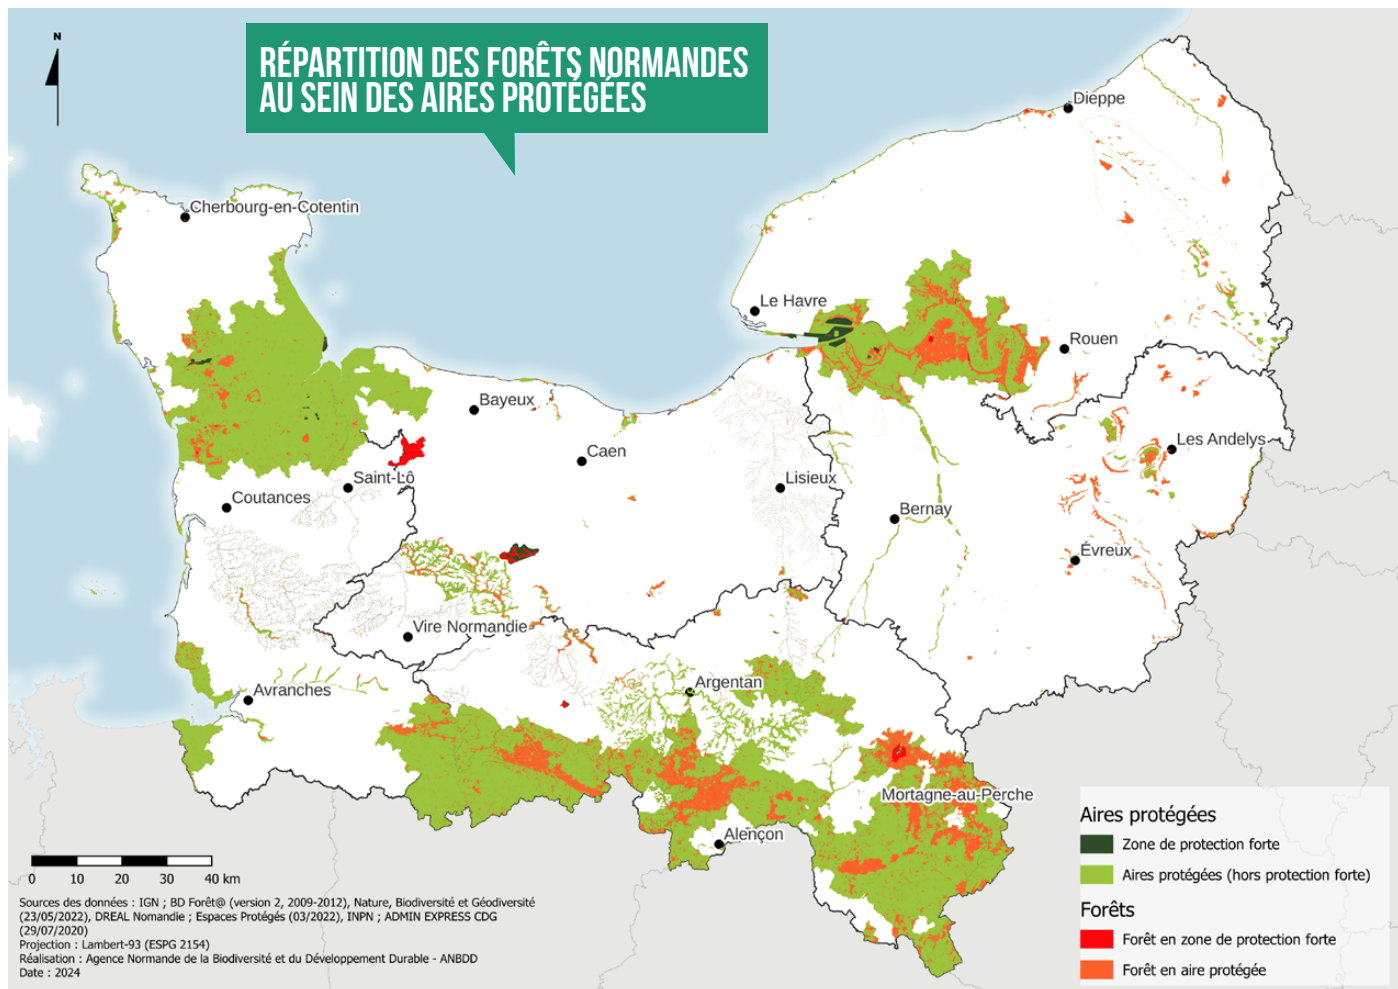 RÉPARTITION DES FORÊTS NORMANDES
AU SEIN DES AIRES PROTÉGÉES
N
Dieppe
Cherbourg-en-Cotentin
Le Havre
Rouen
Bayeux
Les Andelys
Caen
Saint-Lô
Lisieux
Coutances
Bernay
Évreux
Vire Normandie
Argentan
Avranches
Mortagne-au-Perche
Alençon
0 10 20 30 40 km
Sources des données : IGN ; BD Forêt@ (version 2, 2009-2012), Nature, Biodiversité et Géodiversité
(23/05/2022), DREAL Nomandie ; Espaces Protégés (03/2022), INPN ; ADMIN EXPRESS CDG
(29/07/2020)
Projection : Lambert-93 (ESPG 2154)
Réalisation : Agence Normande de la Biodiversité et du Développement Durable - ANBDD
Date : 2024
Aires protégées
Zone de protection forte
Aires protégées (hors protection forte)
Forêts
Forêt en zone de protection forte
Forêt en aire protégée